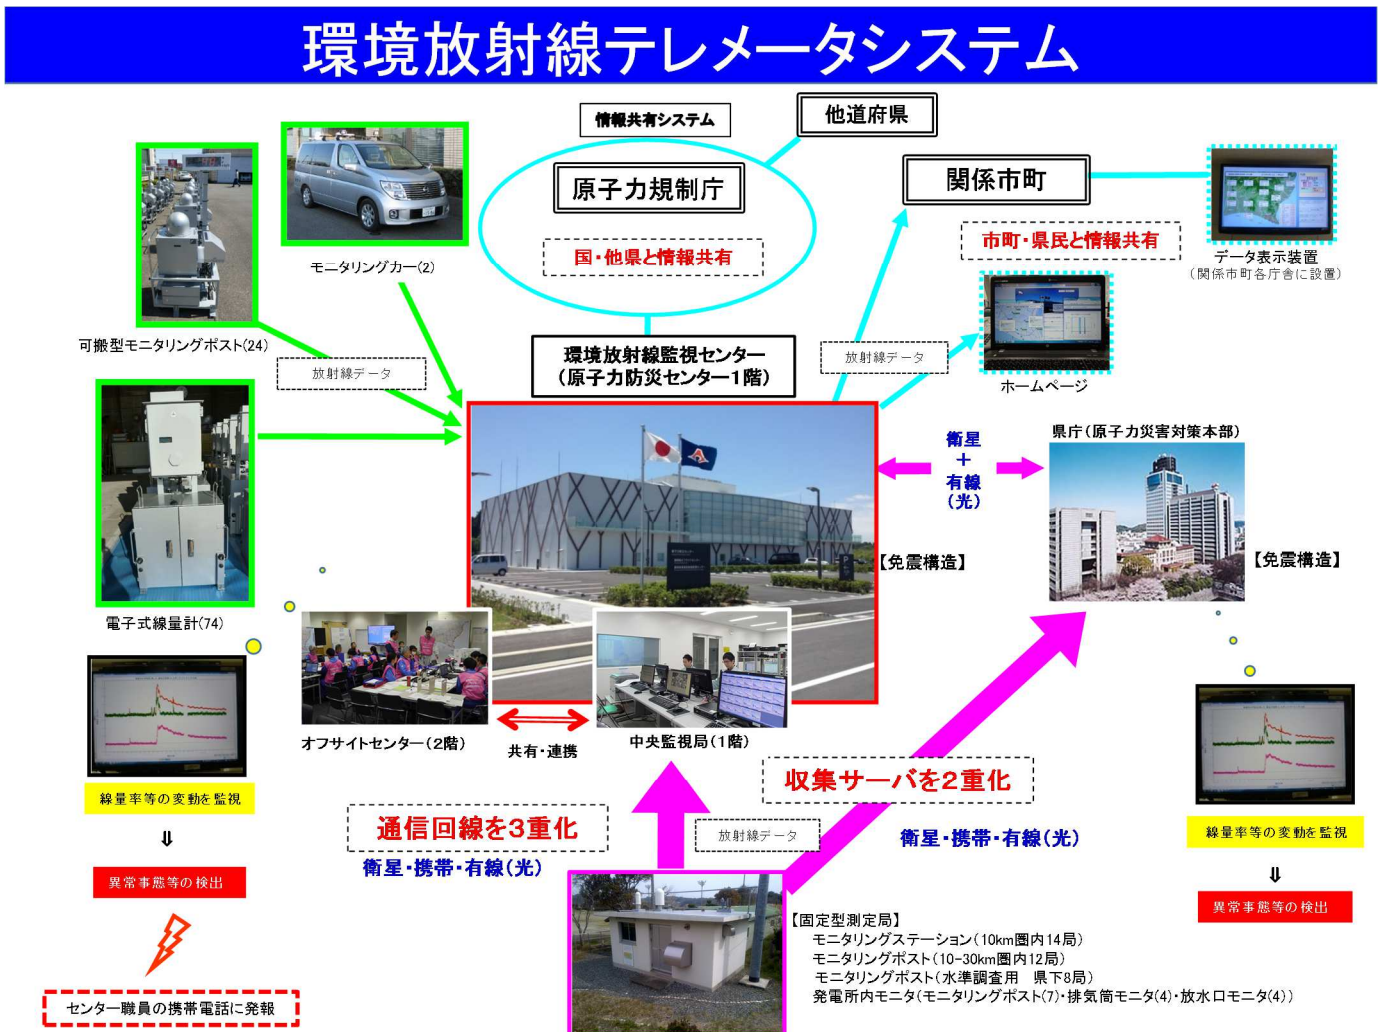 環境放射線テレメータシステム
情報共有システム
他道府県
原子力規制庁
国・他県と情報共有
関係市町
市町・県民と情報共有
データ表示装置
(関係市町各庁舎に設置)
モニタリングカー(2)
可搬型モニタリングポスト(24)
放射線データ
環境放射線監視センター
(原子力防災センター1階)
放射線データ
ホームページ
県庁(原子力災害対策本部)
衛星
+
有線
(光)
【免震構造】
【免震構造】
電子式線量計(74)
オフサイトセンター(2階)
共有・連携
中央監視局(1階)
線量率等の変動を監視
⇓
異常事態等の検出
センター職員の携帯電話に発報
通信回線を3重化
衛星・携帯・有線(光)
放射線データ
収集サーバを2重化
衛星・携帯・有線(光)
線量率等の変動を監視
⇓
異常事態等の検出
【固定型測定局】
モニタリングステーション(10km圏内14局)
モニタリングポスト(10-30km圏内12局)
モニタリングポスト(水準調査用 県下8局)
発電所内モニタ(モニタリングポスト(7)・排気筒モニタ(4)・放水口モニタ(4))